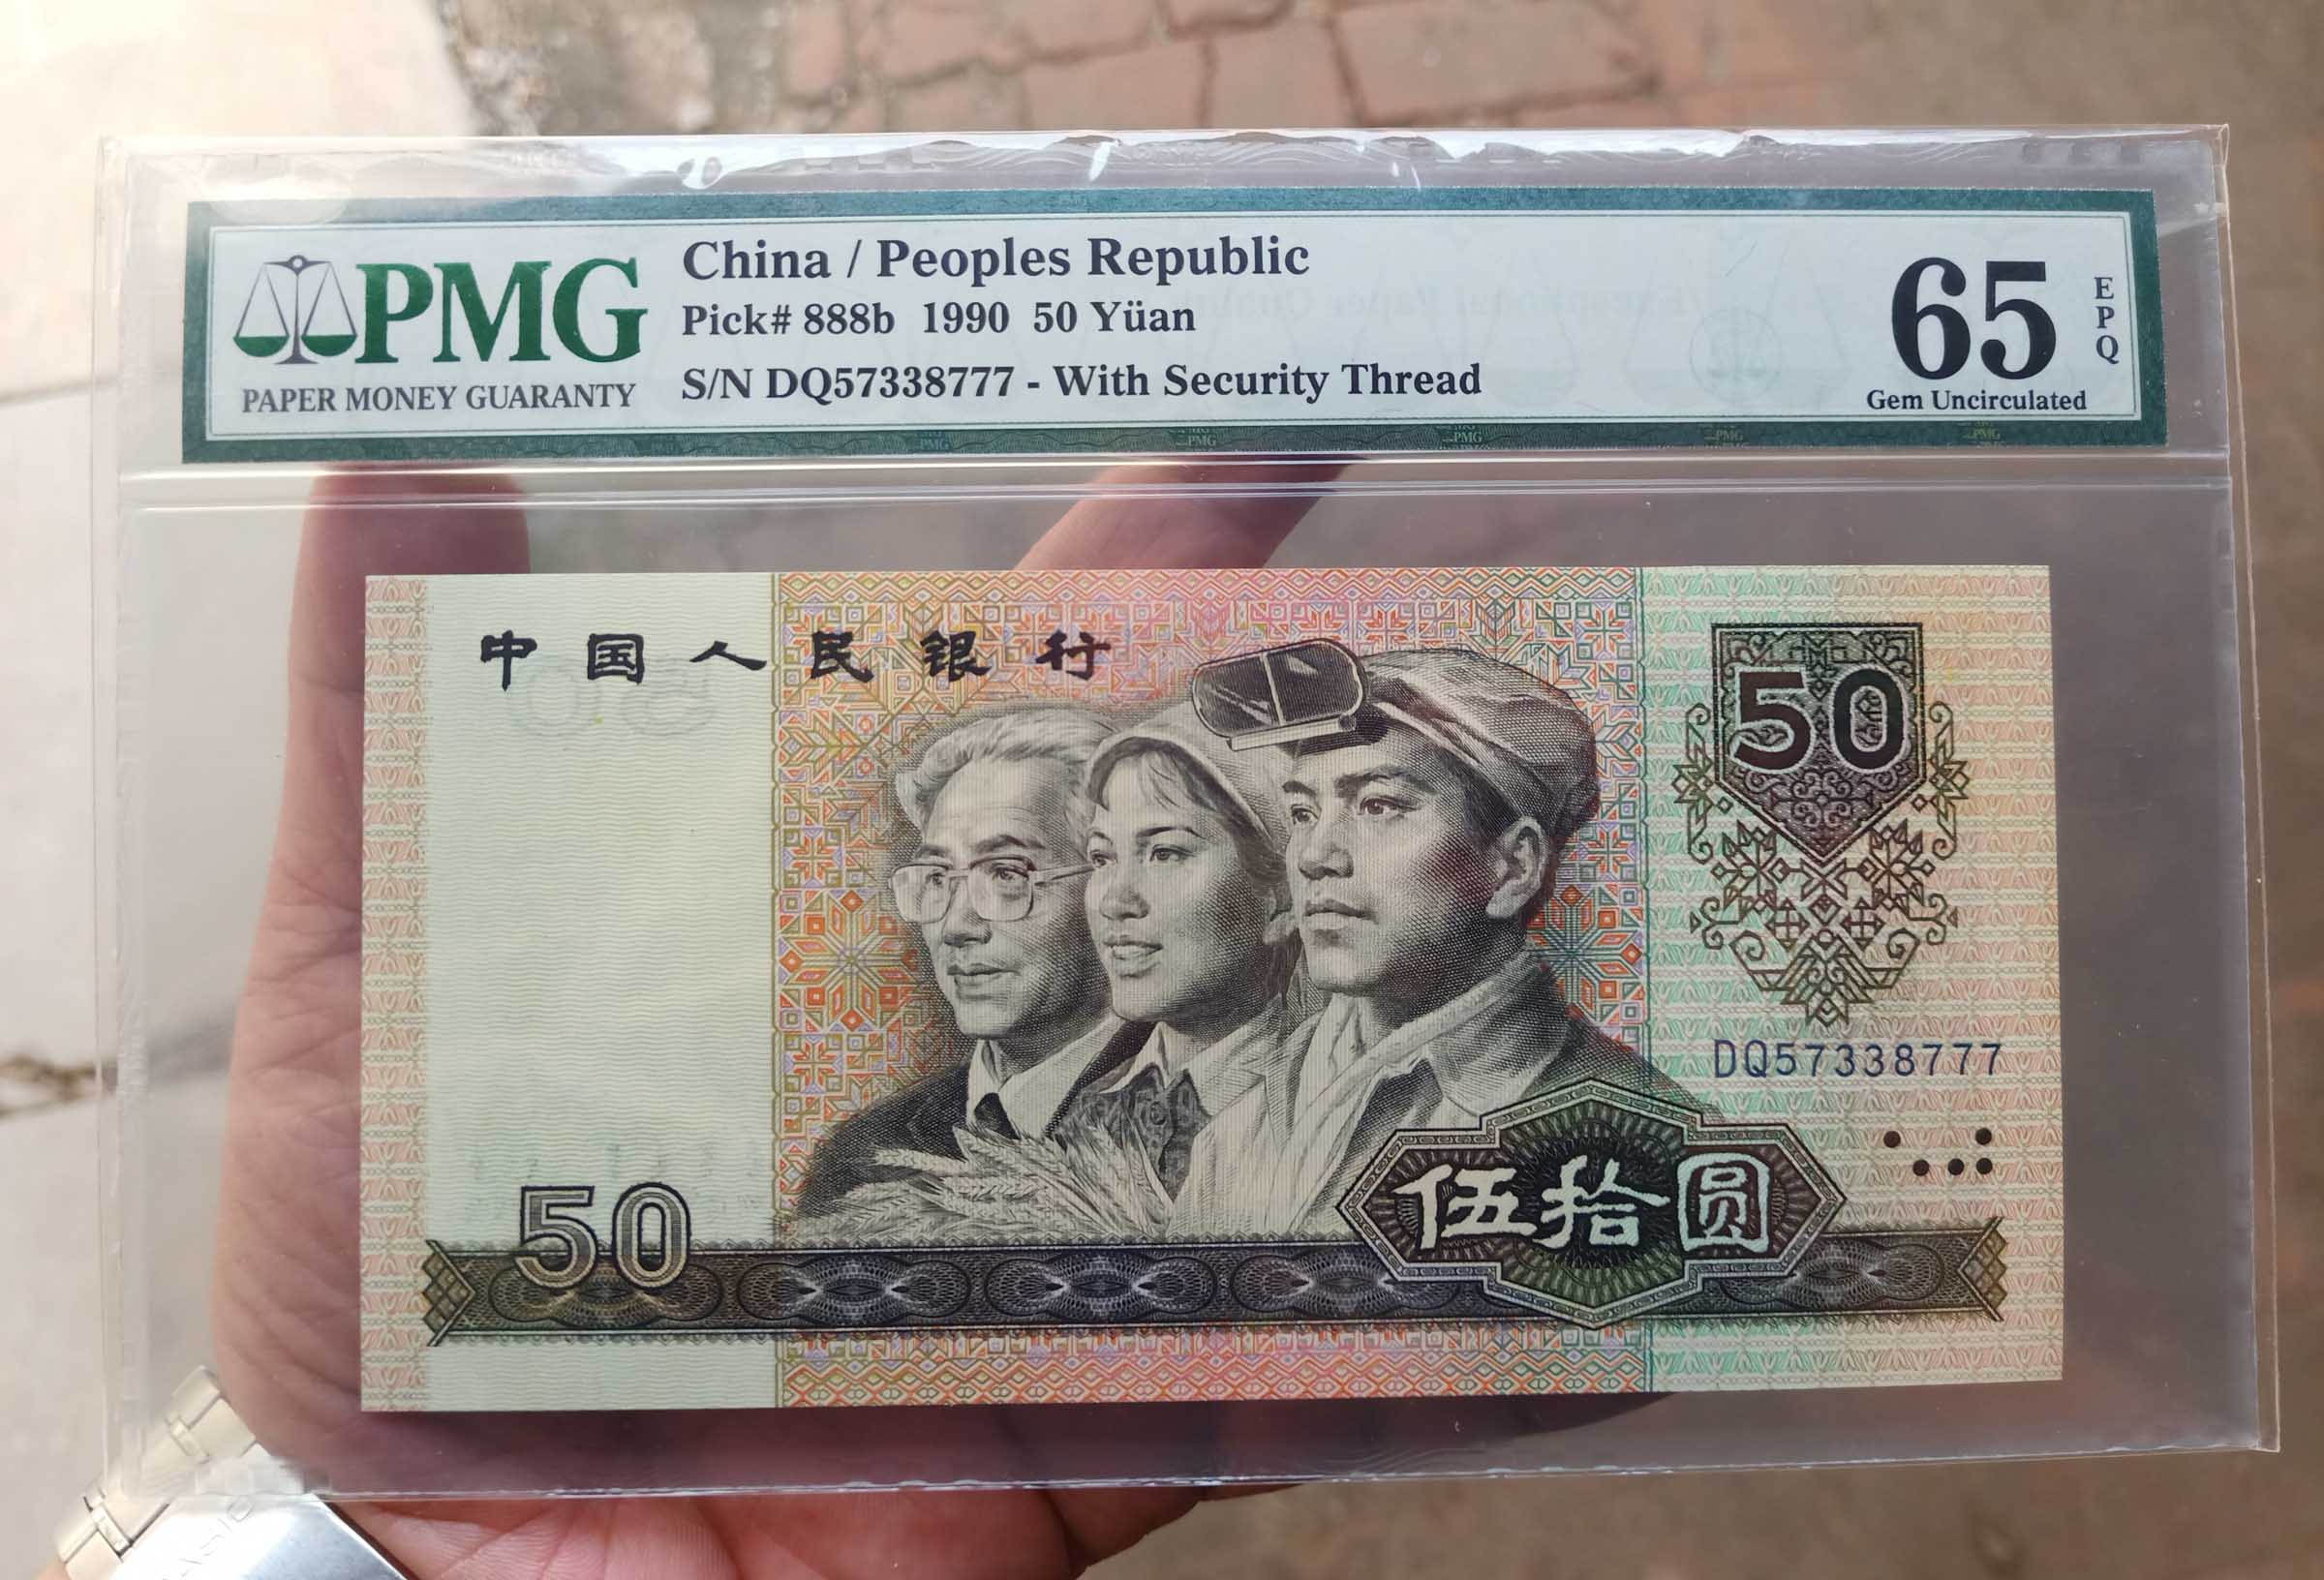 PMG
PAPER MONEY GUARANTY
China / Peoples Republic
Pick# 888b 1990 50 Yüan
S/N DQ57338777 - With Security Thread
65
EPQ
Gem Uncirculated
中国人民银行
50
DQ57338777
50
伍拾圆